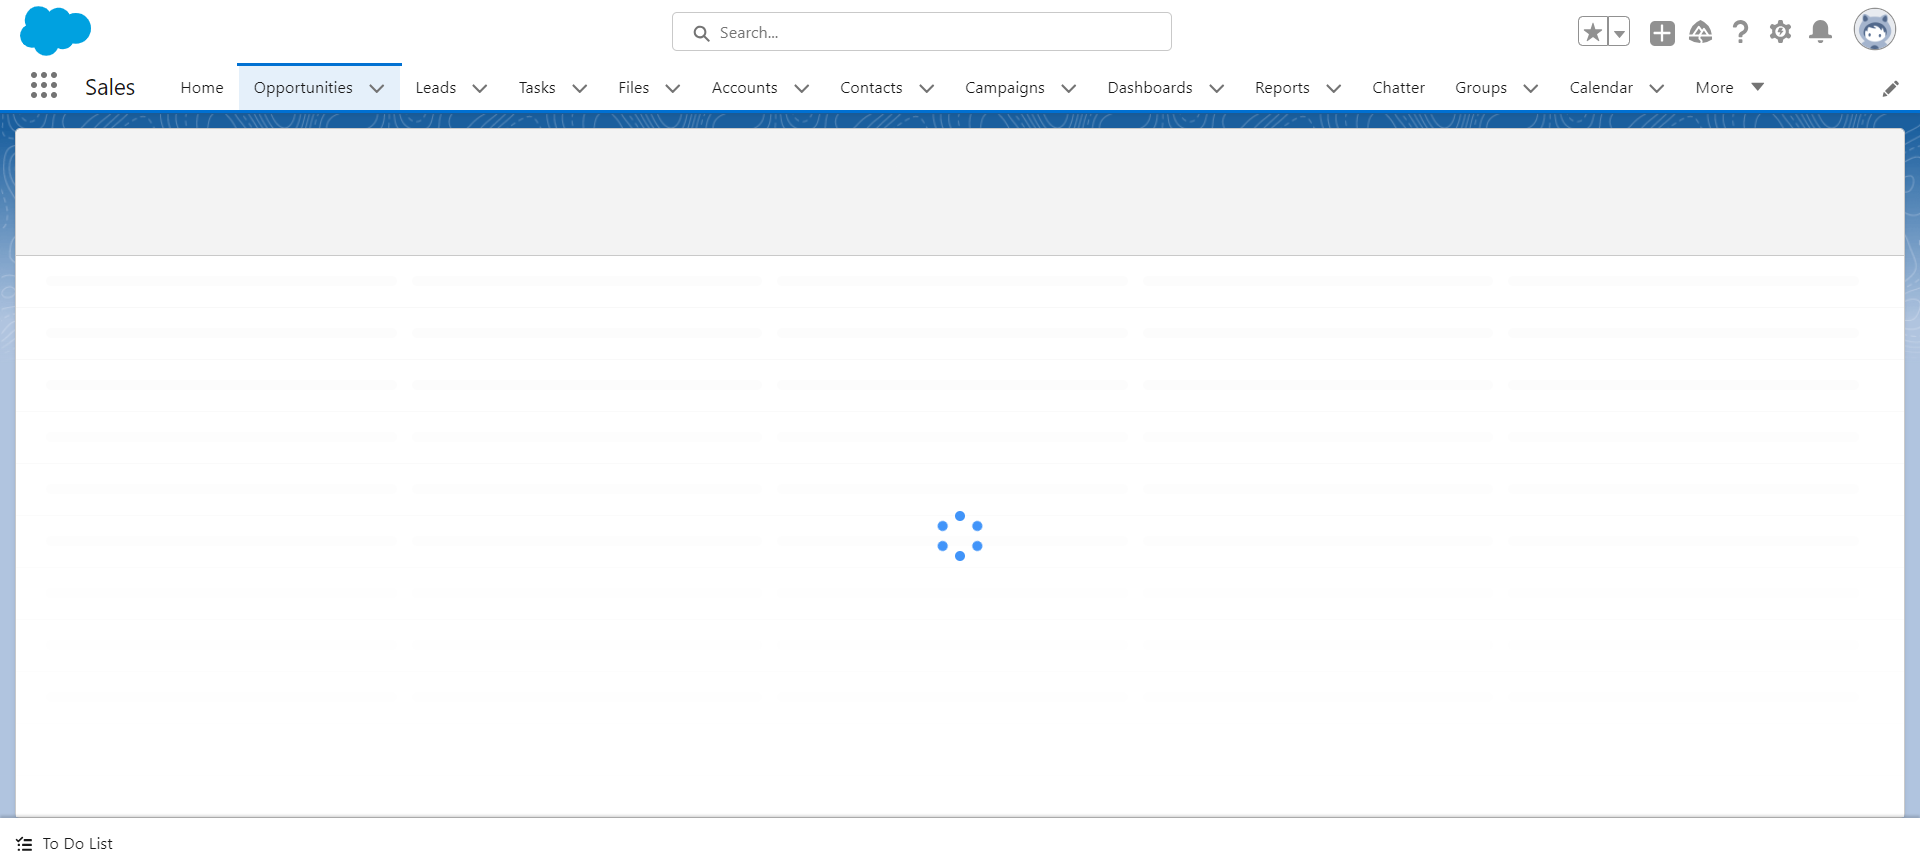 Search...
Sales
Home
Opportunities
Leads
Tasks
Files
Accounts
Contacts
Campaigns
Dashboards
Reports
Chatter
Groups
Calendar
More
To Do List